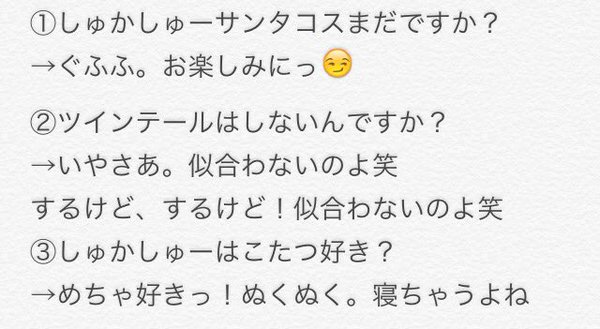 ①しゅかしゅーサンタコスまだですか？
→ぐふふ。お楽しみにっ😏
②ツインテールはしないんですか？
→いやさあ。似合わないのよ笑
するけど、するけど！似合わないのよ笑
③しゅかしゅーはこたつ好き？
→めちゃ好きっ！ぬくぬく。寝ちゃうよね